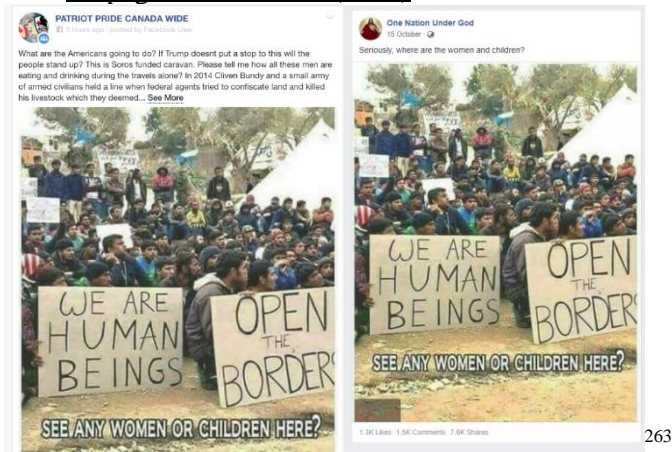 PATRIOT PRIDE CANADA WIDE
3 hours ago · posted by Facebook User
What are the Americans going to do? If Trump doesnt put a stop to this will the
people stand up? This is Soros funded caravan. Please tell me how all these men are
eating and drinking during the travels alone? In 2014 Cliven Bundy and a small army
of armed civilians held a line when federal agents tried to confiscate land and killed
his livestock which they deemed... See More
WE ARE
HUMAN
BEINGS
OPEN
THE
BORDER
SEE ANY WOMEN OR CHILDREN HERE?
One Nation Under God
15 October ·
Seriously, where are the women and children?
WE ARE
HUMAN
BEINGS
OPEN
THE
BORDER
SEE ANY WOMEN OR CHILDREN HERE?
1.3K Likes 1.5K Comments 7.6K Shares
263